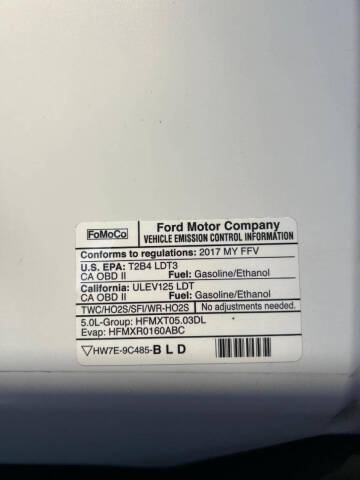 FoMoCo
Ford Motor Company
VEHICLE EMISSION CONTROL INFORMATION
Conforms to regulations: 2017 MY FFV
U.S. EPA: T2B4 LDT3
CA OBD II Fuel: Gasoline/Ethanol
California: ULEV125 LDT
CA OBD II Fuel: Gasoline/Ethanol
TWC/HO2S/SFI/WR-HO2S No adjustments needed.
5.0L-Group: HFMXT05.03DL
Evap: HFMXR0160ABC
▽HW7E-9C485-BLD